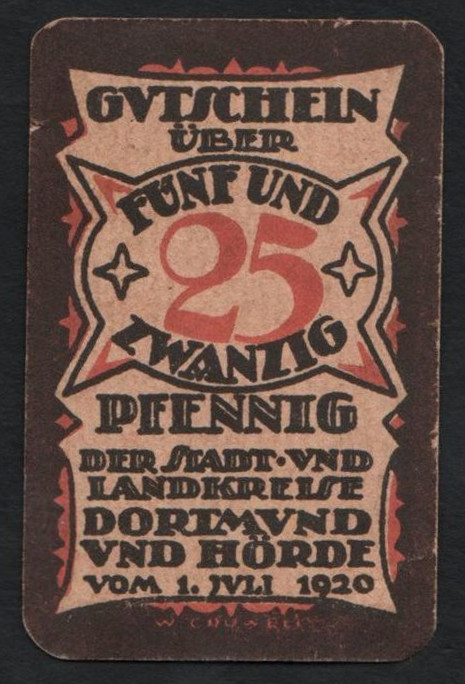 GVTSCHEIN
ÜBER
FÜNF UND
25
ZWANZIG
PFENNIG
DER STADT·VND
LANDKREISE
DORTMVND
VND HÖRDE
VOM 1. JVLI 1920